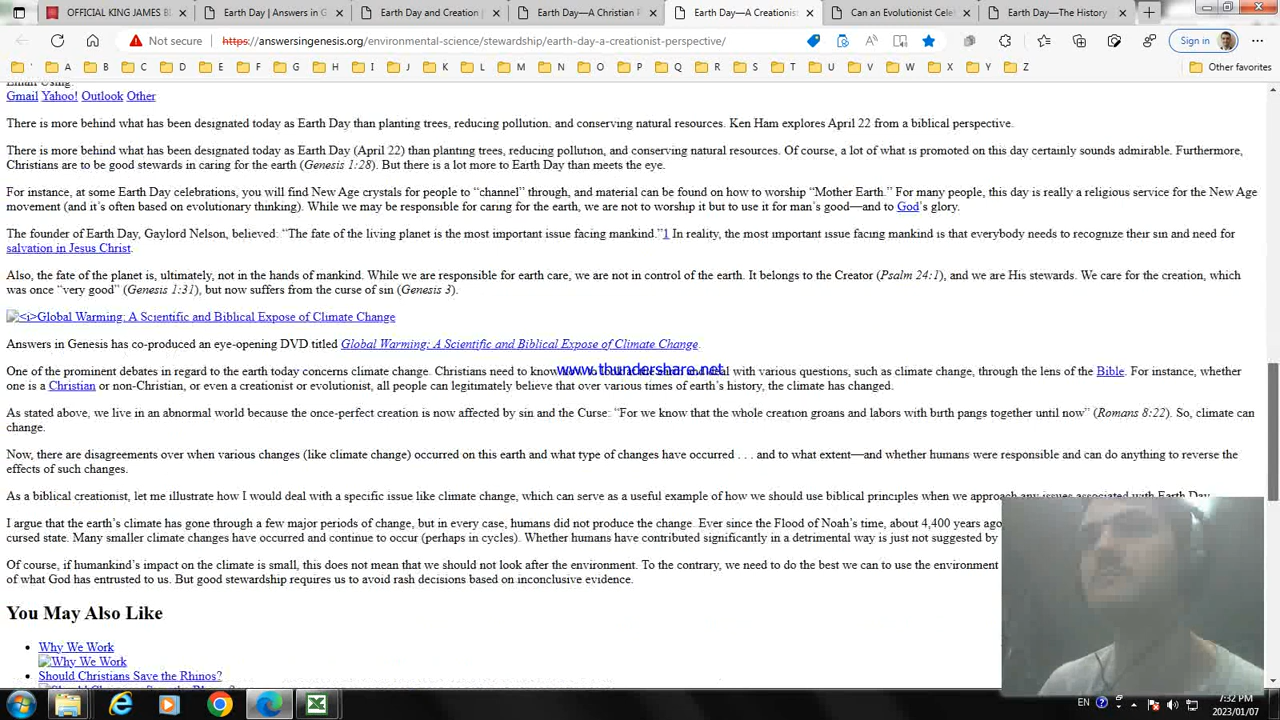 OFFICIAL KING JAMES BI
Earth Day | Answers in G
Earth Day and Creation |
Earth Day—A Christian P
Earth Day—A Creationist
Can an Evolutionist Cele
Earth Day—The History
Not secure
https://answersingenesis.org/environmental-science/stewardship/earth-day-a-creationist-perspective/
Sign in
A B C D E F G H I J K L M N O P Q R S T U V W X Y Z Other favorites
Email Using:
Gmail Yahoo! Outlook Other
There is more behind what has been designated today as Earth Day than planting trees, reducing pollution, and conserving natural resources. Ken Ham explores April 22 from a biblical perspective.
There is more behind what has been designated today as Earth Day (April 22) than planting trees, reducing pollution, and conserving natural resources. Of course, a lot of what is promoted on this day certainly sounds admirable. Furthermore,
Christians are to be good stewards in caring for the earth (Genesis 1:28). But there is a lot more to Earth Day than meets the eye.
For instance, at some Earth Day celebrations, you will find New Age crystals for people to “channel” through, and material can be found on how to worship “Mother Earth.” For many people, this day is really a religious service for the New Age
movement (and it’s often based on evolutionary thinking). While we may be responsible for caring for the earth, we are not to worship it but to use it for man’s good—and to God’s glory.
The founder of Earth Day, Gaylord Nelson, believed: “The fate of the living planet is the most important issue facing mankind.”1 In reality, the most important issue facing mankind is that everybody needs to recognize their sin and need for
salvation in Jesus Christ.
Also, the fate of the planet is, ultimately, not in the hands of mankind. While we are responsible for earth care, we are not in control of the earth. It belongs to the Creator (Psalm 24:1), and we are His stewards. We care for the creation, which
was once “very good” (Genesis 1:31), but now suffers from the curse of sin (Genesis 3).
<i>Global Warming: A Scientific and Biblical Expose of Climate Change
Answers in Genesis has co-produced an eye-opening DVD titled Global Warming: A Scientific and Biblical Expose of Climate Change.
www.thundershare.net
One of the prominent debates in regard to the earth today concerns climate change. Christians need to know with various questions, such as climate change, through the lens of the Bible. For instance, whether
one is a Christian or non-Christian, or even a creationist or evolutionist, all people can legitimately believe that over various times of earth’s history, the climate has changed.
As stated above, we live in an abnormal world because the once-perfect creation is now affected by sin and the Curse: “For we know that the whole creation groans and labors with birth pangs together until now” (Romans 8:22). So, climate can
change.
Now, there are disagreements over when various changes (like climate change) occurred on this earth and what type of changes have occurred . . . and to what extent—and whether humans were responsible and can do anything to reverse the
effects of such changes.
As a biblical creationist, let me illustrate how I would deal with a specific issue like climate change, which can serve as a useful example of how we should use biblical principles when we approach any issues associated with Earth Day.
I argue that the earth’s climate has gone through a few major periods of change, but in every case, humans did not produce the change. Ever since the Flood of Noah’s time, about 4,400 years ago
cursed state. Many smaller climate changes have occurred and continue to occur (perhaps in cycles). Whether humans have contributed significantly in a detrimental way is just not suggested by
Of course, if humankind’s impact on the climate is small, this does not mean that we should not look after the environment. To the contrary, we need to do the best we can to use the environment
of what God has entrusted to us. But good stewardship requires us to avoid rash decisions based on inconclusive evidence.
You May Also Like
Why We Work
Why We Work
Should Christians Save the Rhinos?
EN
7:32 PM
2023/01/07